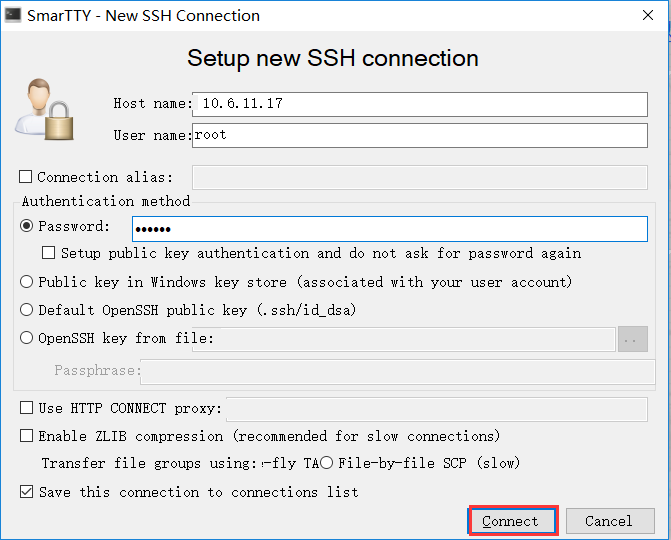 SmarTTY - New SSH Connection
Setup new SSH connection
Host name: 10.6.11.17
User name: root
Connection alias:
Authentication method
Password: ••••••
Setup public key authentication and do not ask for password again
Public key in Windows key store (associated with your user account)
Default OpenSSH public key (.ssh/id_dsa)
OpenSSH key from file: ..
Passphrase:
Use HTTP CONNECT proxy:
Enable ZLIB compression (recommended for slow connections)
Transfer file groups using: -fly TA File-by-file SCP (slow)
Save this connection to connections list
Connect Cancel